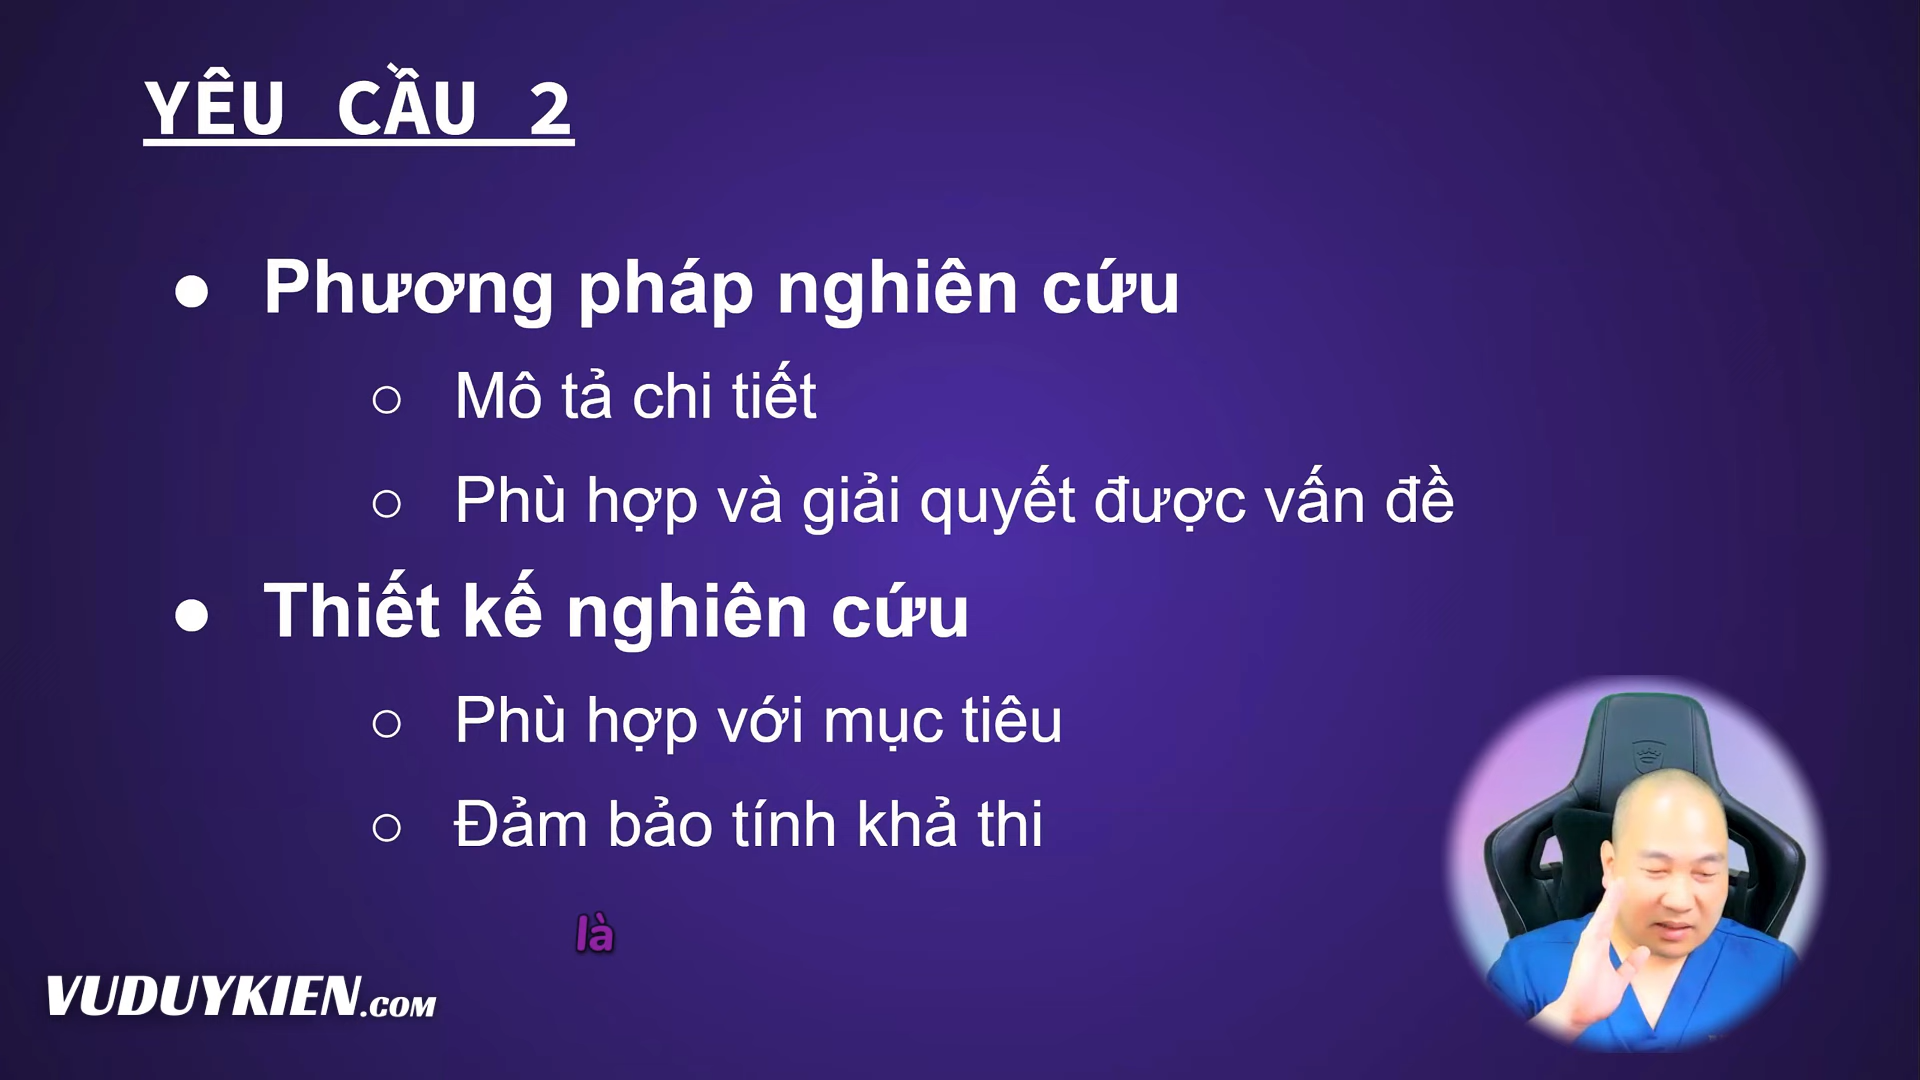 YÊU CẦU 2
● Phương pháp nghiên cứu
○ Mô tả chi tiết
○ Phù hợp và giải quyết được vấn đề
● Thiết kế nghiên cứu
○ Phù hợp với mục tiêu
○ Đảm bảo tính khả thi
là
VUDUYKIEN.COM